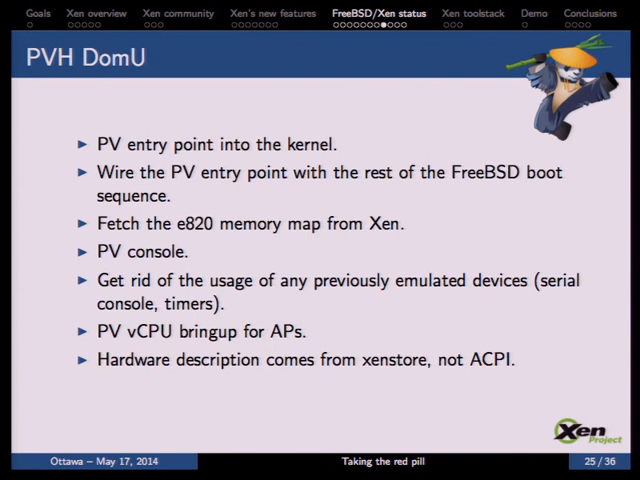 Goals Xen overview Xen community Xen's new features FreeBSD/Xen status Xen toolstack Demo Conclusions
PVH DomU
PV entry point into the kernel.
Wire the PV entry point with the rest of the FreeBSD boot
sequence.
Fetch the e820 memory map from Xen.
PV console.
Get rid of the usage of any previously emulated devices (serial
console, timers).
PV vCPU bringup for APs.
Hardware description comes from xenstore, not ACPI.
Xen
Project
Ottawa – May 17, 2014 Taking the red pill 25 / 36